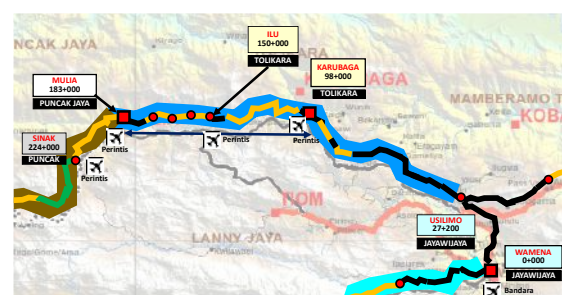 NCAK JAYA
ILU
150+000
TOLIKARA
KARUBAGA
98+000
TOLIKARA
MULIA
183+000
PUNCAK JAYA
MAMBERAMO T
KOBA
SINAK
224+000
PUNCAK
Perintis
Perintis
Perintis
Perintis
TIOM
LANNY JAYA
USILIMO
27+200
JAYAWIJAYA
WAMENA
0+000
JAYAWIJAYA
Bandara